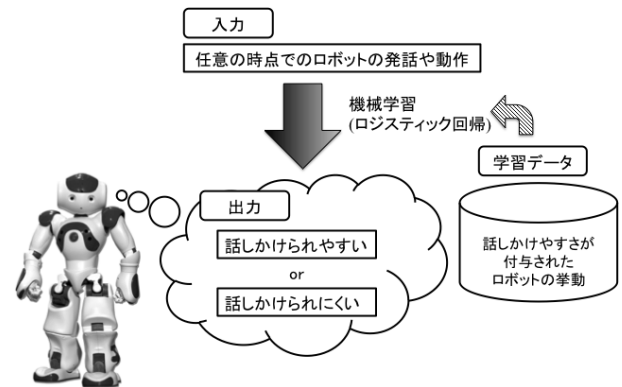 入力
任意の時点でのロボットの発話や動作
機械学習
(ロジスティック回帰)
学習データ
出力
話しかけられやすい
or
話しかけられにくい
話しかけやすさが
付与された
ロボットの挙動